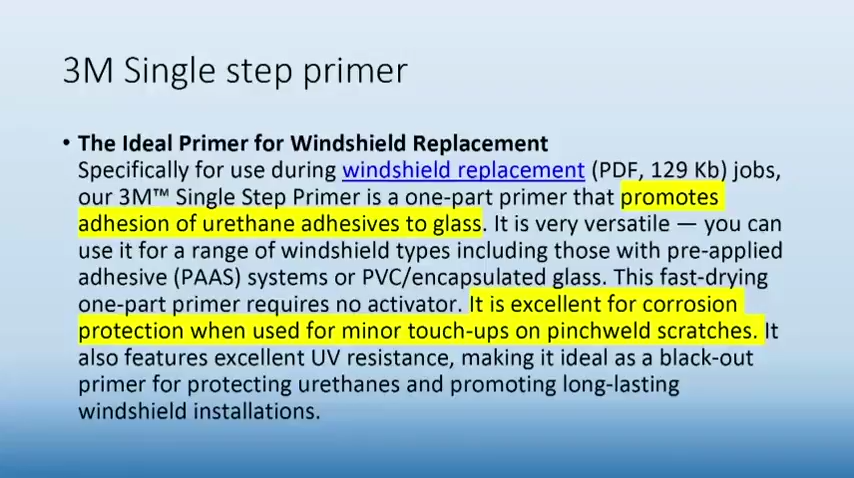 3M Single step primer
• The Ideal Primer for Windshield Replacement
Specifically for use during windshield replacement (PDF, 129 Kb) jobs,
our 3M™ Single Step Primer is a one-part primer that promotes
adhesion of urethane adhesives to glass. It is very versatile — you can
use it for a range of windshield types including those with pre-applied
adhesive (PAAS) systems or PVC/encapsulated glass. This fast-drying
one-part primer requires no activator. It is excellent for corrosion
protection when used for minor touch-ups on pinchweld scratches. It
also features excellent UV resistance, making it ideal as a black-out
primer for protecting urethanes and promoting long-lasting
windshield installations.